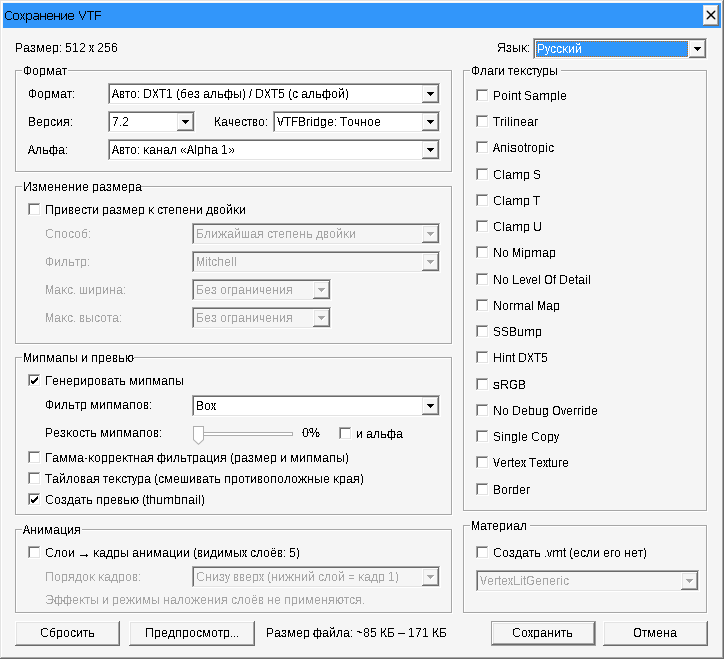 Сохранение VTF
Размер: 512 x 256
Язык: Русский
Формат
Формат: Авто: DXT1 (без альфы) / DXT5 (с альфой)
Версия: 7.2 Качество: VTFBridge: Точное
Альфа: Авто: канал «Alpha 1»
Изменение размера
Привести размер к степени двойки
Способ: Ближайшая степень двойки
Фильтр: Mitchell
Макс. ширина: Без ограничения
Макс. высота: Без ограничения
Мипмапы и превью
Генерировать мипмапы
Фильтр мипмапов: Box
Резкость мипмапов: 0% и альфа
Гамма-корректная фильтрация (размер и мипмапы)
Тайловая текстура (смешивать противоположные края)
Создать превью (thumbnail)
Анимация
Слои → кадры анимации (видимых слоёв: 5)
Порядок кадров: Снизу вверх (нижний слой = кадр 1)
Эффекты и режимы наложения слоёв не применяются.
Флаги текстуры
Point Sample
Trilinear
Anisotropic
Clamp S
Clamp T
Clamp U
No Mipmap
No Level Of Detail
Normal Map
SSBump
Hint DXT5
sRGB
No Debug Override
Single Copy
Vertex Texture
Border
Материал
Создать .vmt (если его нет)
VertexLitGeneric
Сбросить Предпросмотр... Размер файла: ~85 КБ – 171 КБ Сохранить Отмена